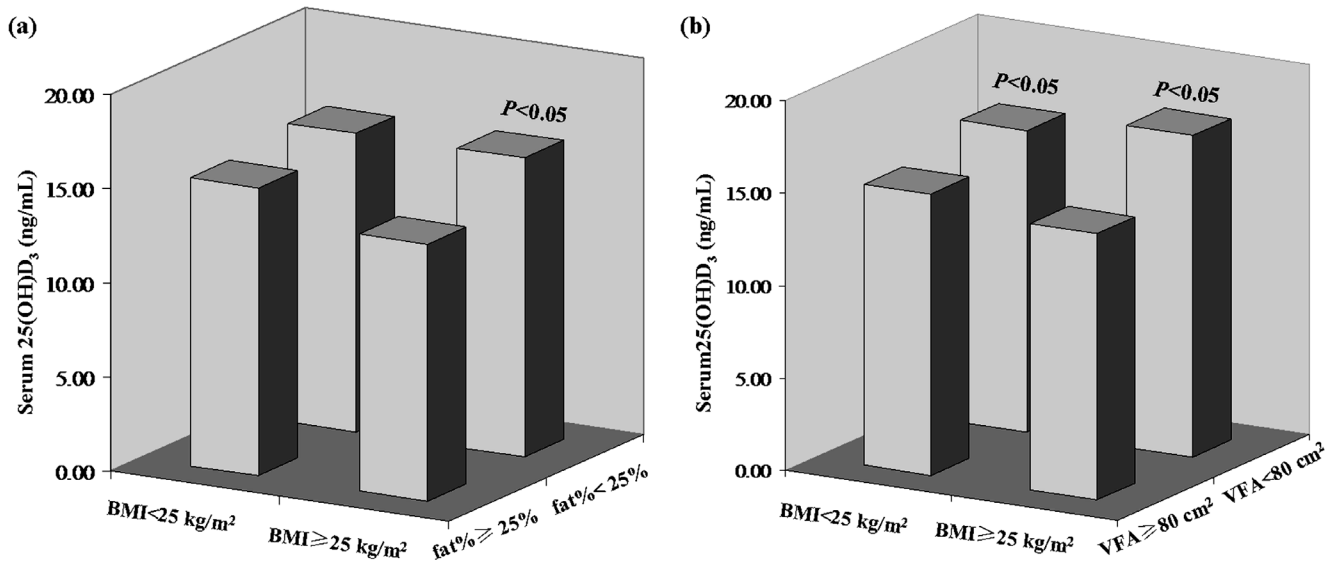 (a)
Serum 25(OH)D₃ (ng/mL)
20.00
15.00
10.00
5.00
0.00
P<0.05
BMI<25 kg/m²
BMI≥25 kg/m²
fat%≥ 25%
fat%< 25%
(b)
Serum25(OH)D₃ (ng/mL)
20.00
15.00
10.00
5.00
0.00
P<0.05
P<0.05
BMI<25 kg/m²
BMI≥25 kg/m²
VFA≥80 cm²
VFA<80 cm²